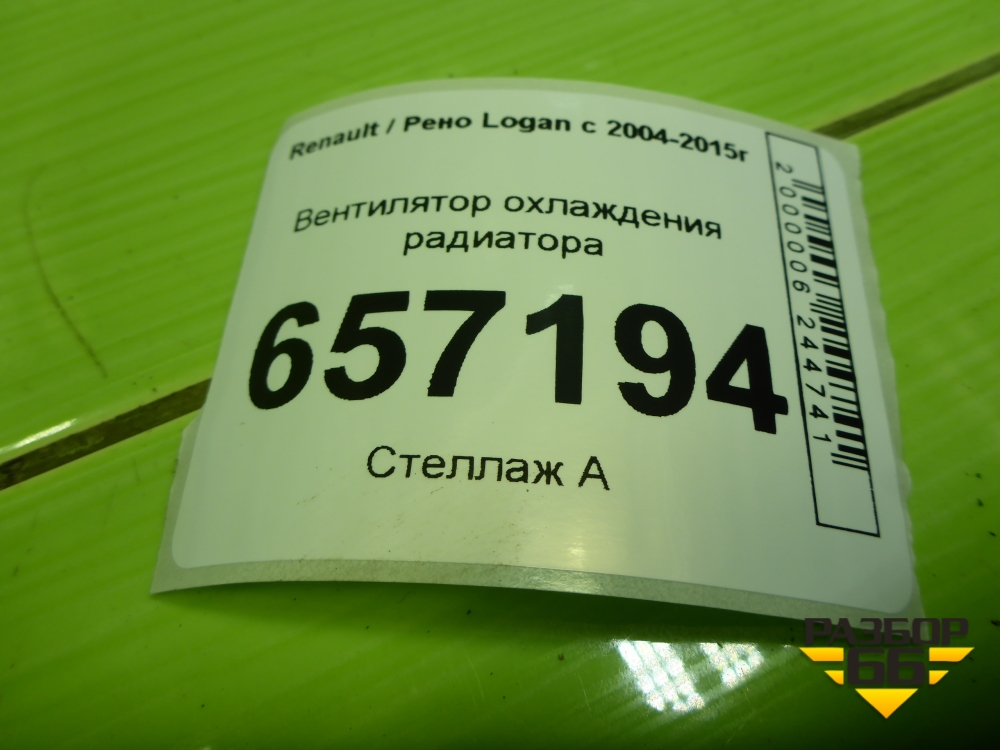 Renault / Рено Logan с 2004-2015г
Вентилятор охлаждения
радиатора
657194
Стеллаж А
2000006244741
РАЗБОР
66